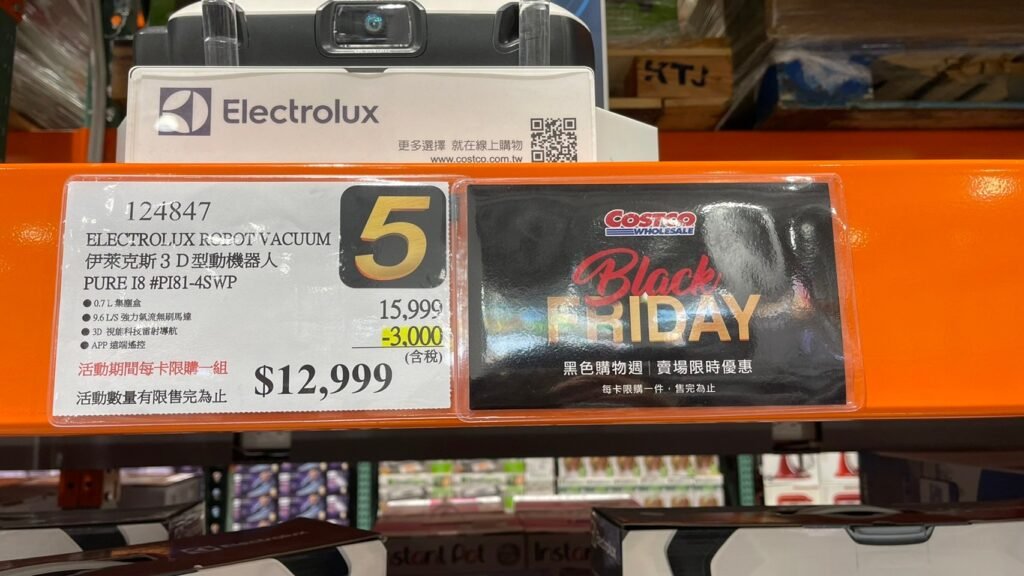 Electrolux
更多選擇 就在線上購物
www.costco.com.tw
124847
5
ELECTROLUX ROBOT VACUUM
伊萊克斯3D型動機器人
PURE I8 #PI81-4SWP
● 0.7 L 集塵盒
15,999
● 9.6 L/S 強力氣流無刷馬達
-3,000
● 3D 視能科技雷射導航
● APP 遠端遙控
(含稅)
活動期間每卡限購一組
$12,999
活動數量有限售完為止
COSTCO
WHOLESALE
Black
FRIDAY
黑色購物週 | 賣場限時優惠
每卡限購一件，售完為止
Instant Pot
Instant